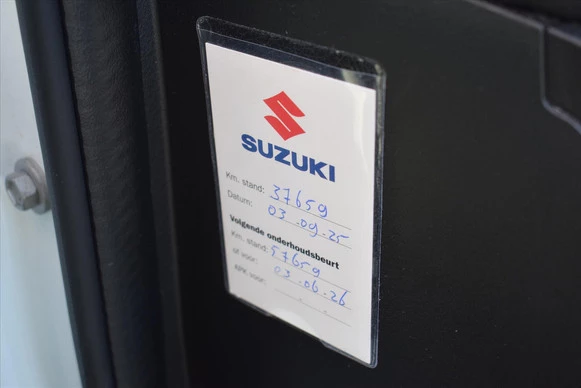 SUZUKI
Km. stand: 37659
Datum: 03.09.25
Volgende onderhoudsbeurt
Km. stand: 57659
of voor: 03.06.26
APK voor: